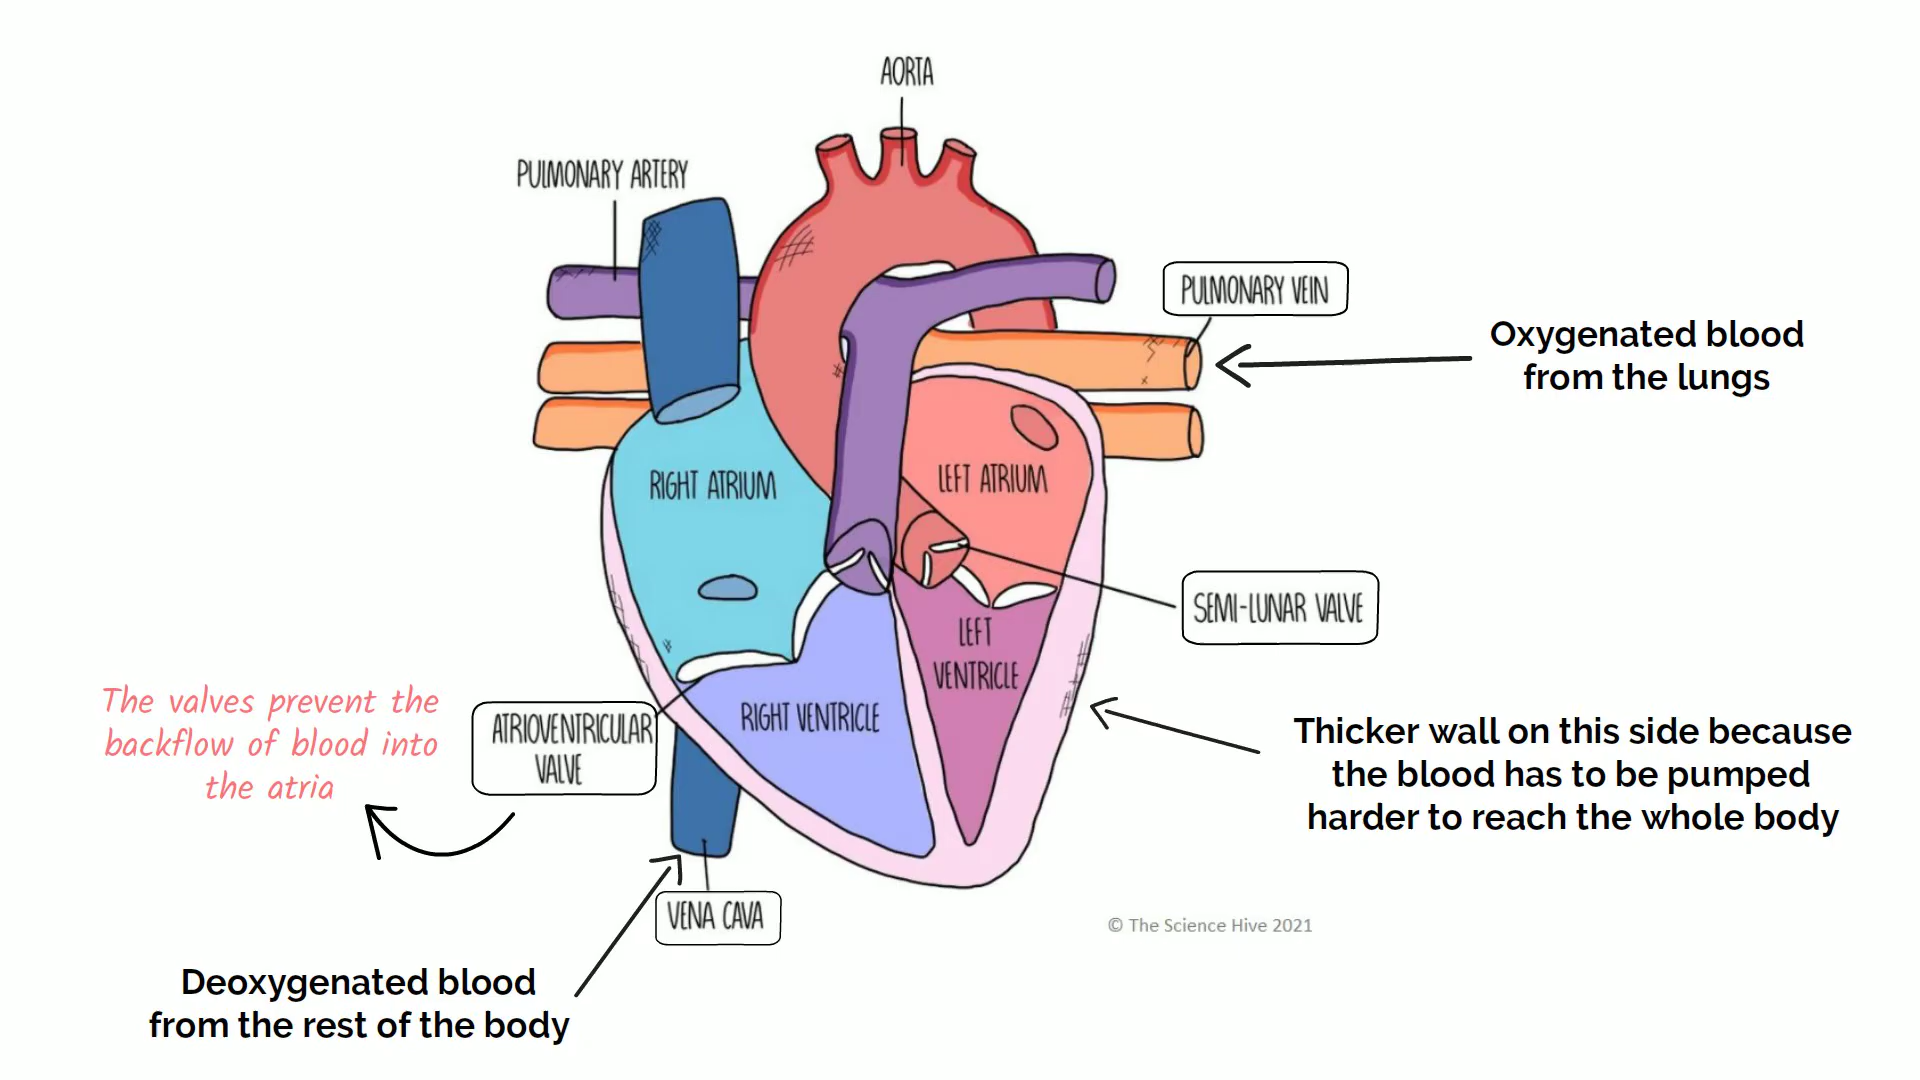 AORTA
PULMONARY ARTERY
PULMONARY VEIN
Oxygenated blood
from the lungs
RIGHT ATRIUM
LEFT ATRIUM
SEMI-LUNAR VALVE
LEFT
VENTRICLE
The valves prevent the
backflow of blood into
the atria
ATRIOVENTRICULAR
VALVE
RIGHT VENTRICLE
Thicker wall on this side because
the blood has to be pumped
harder to reach the whole body
VENA CAVA
© The Science Hive 2021
Deoxygenated blood
from the rest of the body